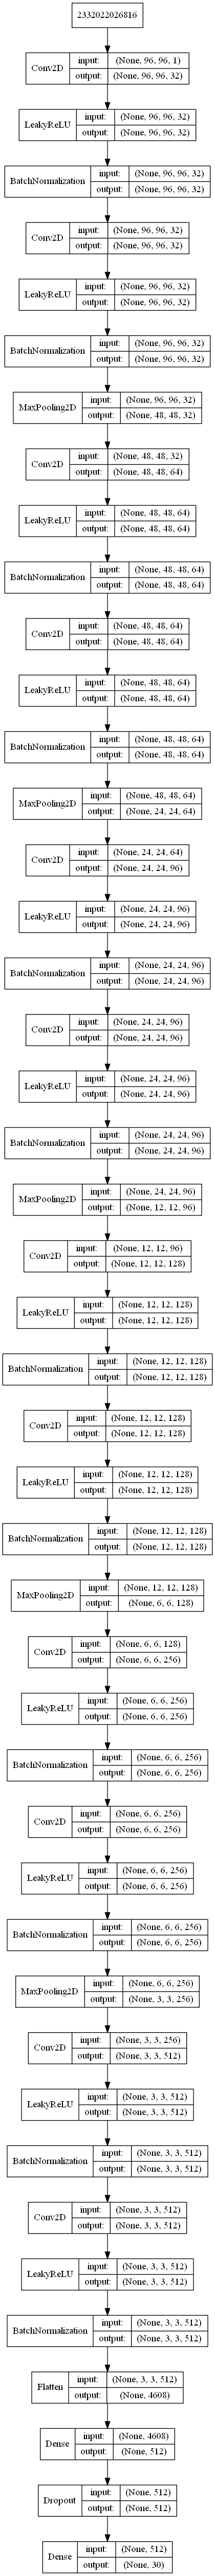 2332022026816
Conv2D input: (None, 96, 96, 1)
output: (None, 96, 96, 32)
LeakyReLU input: (None, 96, 96, 32)
output: (None, 96, 96, 32)
BatchNormalization input: (None, 96, 96, 32)
output: (None, 96, 96, 32)
Conv2D input: (None, 96, 96, 32)
output: (None, 96, 96, 32)
LeakyReLU input: (None, 96, 96, 32)
output: (None, 96, 96, 32)
BatchNormalization input: (None, 96, 96, 32)
output: (None, 96, 96, 32)
MaxPooling2D input: (None, 96, 96, 32)
output: (None, 48, 48, 32)
Conv2D input: (None, 48, 48, 32)
output: (None, 48, 48, 64)
LeakyReLU input: (None, 48, 48, 64)
output: (None, 48, 48, 64)
BatchNormalization input: (None, 48, 48, 64)
output: (None, 48, 48, 64)
Conv2D input: (None, 48, 48, 64)
output: (None, 48, 48, 64)
LeakyReLU input: (None, 48, 48, 64)
output: (None, 48, 48, 64)
BatchNormalization input: (None, 48, 48, 64)
output: (None, 48, 48, 64)
MaxPooling2D input: (None, 48, 48, 64)
output: (None, 24, 24, 64)
Conv2D input: (None, 24, 24, 64)
output: (None, 24, 24, 96)
LeakyReLU input: (None, 24, 24, 96)
output: (None, 24, 24, 96)
BatchNormalization input: (None, 24, 24, 96)
output: (None, 24, 24, 96)
Conv2D input: (None, 24, 24, 96)
output: (None, 24, 24, 96)
LeakyReLU input: (None, 24, 24, 96)
output: (None, 24, 24, 96)
BatchNormalization input: (None, 24, 24, 96)
output: (None, 24, 24, 96)
MaxPooling2D input: (None, 24, 24, 96)
output: (None, 12, 12, 96)
Conv2D input: (None, 12, 12, 96)
output: (None, 12, 12, 128)
LeakyReLU input: (None, 12, 12, 128)
output: (None, 12, 12, 128)
BatchNormalization input: (None, 12, 12, 128)
output: (None, 12, 12, 128)
Conv2D input: (None, 12, 12, 128)
output: (None, 12, 12, 128)
LeakyReLU input: (None, 12, 12, 128)
output: (None, 12, 12, 128)
BatchNormalization input: (None, 12, 12, 128)
output: (None, 12, 12, 128)
MaxPooling2D input: (None, 12, 12, 128)
output: (None, 6, 6, 128)
Conv2D input: (None, 6, 6, 128)
output: (None, 6, 6, 256)
LeakyReLU input: (None, 6, 6, 256)
output: (None, 6, 6, 256)
BatchNormalization input: (None, 6, 6, 256)
output: (None, 6, 6, 256)
Conv2D input: (None, 6, 6, 256)
output: (None, 6, 6, 256)
LeakyReLU input: (None, 6, 6, 256)
output: (None, 6, 6, 256)
BatchNormalization input: (None, 6, 6, 256)
output: (None, 6, 6, 256)
MaxPooling2D input: (None, 6, 6, 256)
output: (None, 3, 3, 256)
Conv2D input: (None, 3, 3, 256)
output: (None, 3, 3, 512)
LeakyReLU input: (None, 3, 3, 512)
output: (None, 3, 3, 512)
BatchNormalization input: (None, 3, 3, 512)
output: (None, 3, 3, 512)
Conv2D input: (None, 3, 3, 512)
output: (None, 3, 3, 512)
LeakyReLU input: (None, 3, 3, 512)
output: (None, 3, 3, 512)
BatchNormalization input: (None, 3, 3, 512)
output: (None, 3, 3, 512)
Flatten input: (None, 3, 3, 512)
output: (None, 4608)
Dense input: (None, 4608)
output: (None, 512)
Dropout input: (None, 512)
output: (None, 512)
Dense input: (None, 512)
output: (None, 30)